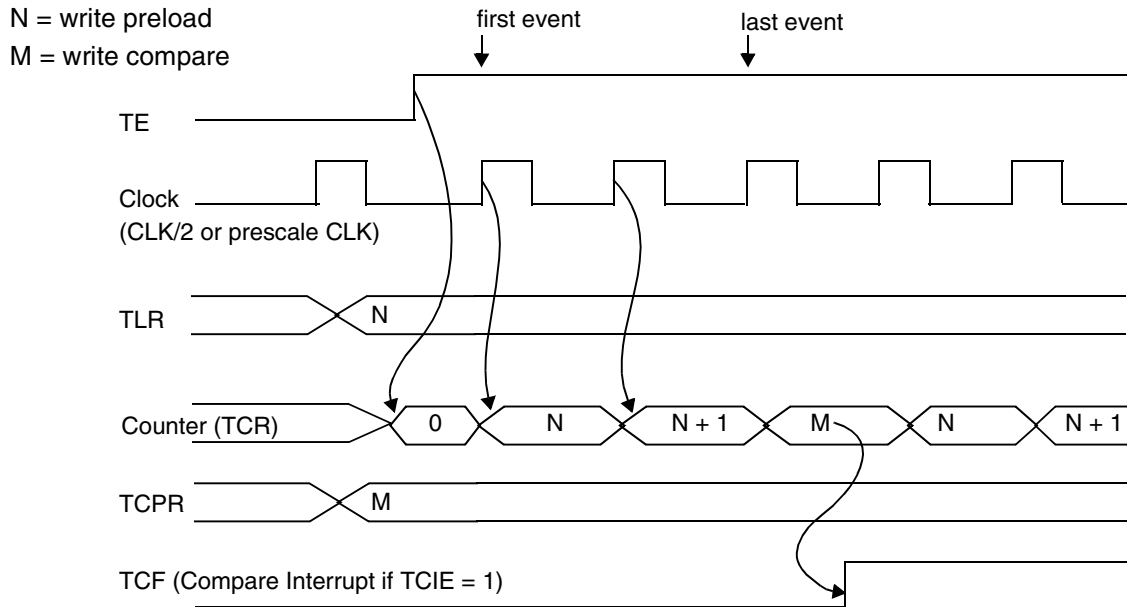 N = write preload
first event
last event
M = write compare
TE
Clock
(CLK/2 or prescale CLK)
TLR
N
Counter (TCR)
0
N
N + 1
M
N
N + 1
TCPR
M
TCF (Compare Interrupt if TCIE = 1)